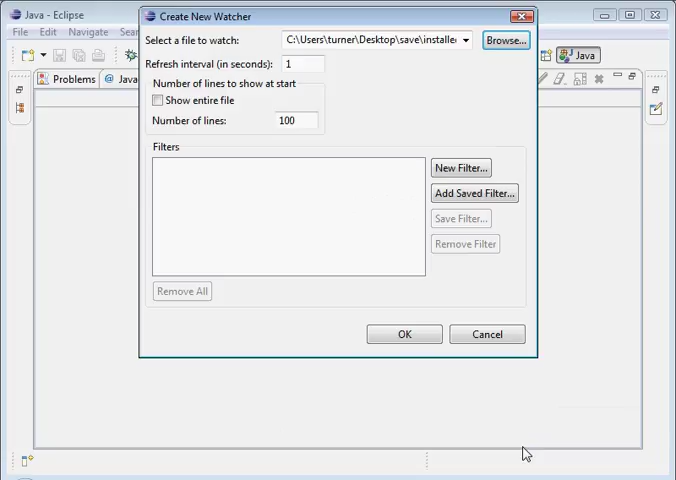 Java - Eclipse
File Edit Navigate
Problems
Java
Create New Watcher
Select a file to watch: C:\Users\turner\Desktop\save\installed Browse...
Refresh interval (in seconds): 1
Number of lines to show at start
Show entire file
Number of lines: 100
Filters
New Filter...
Add Saved Filter...
Save Filter...
Remove Filter
Remove All
OK Cancel
Java